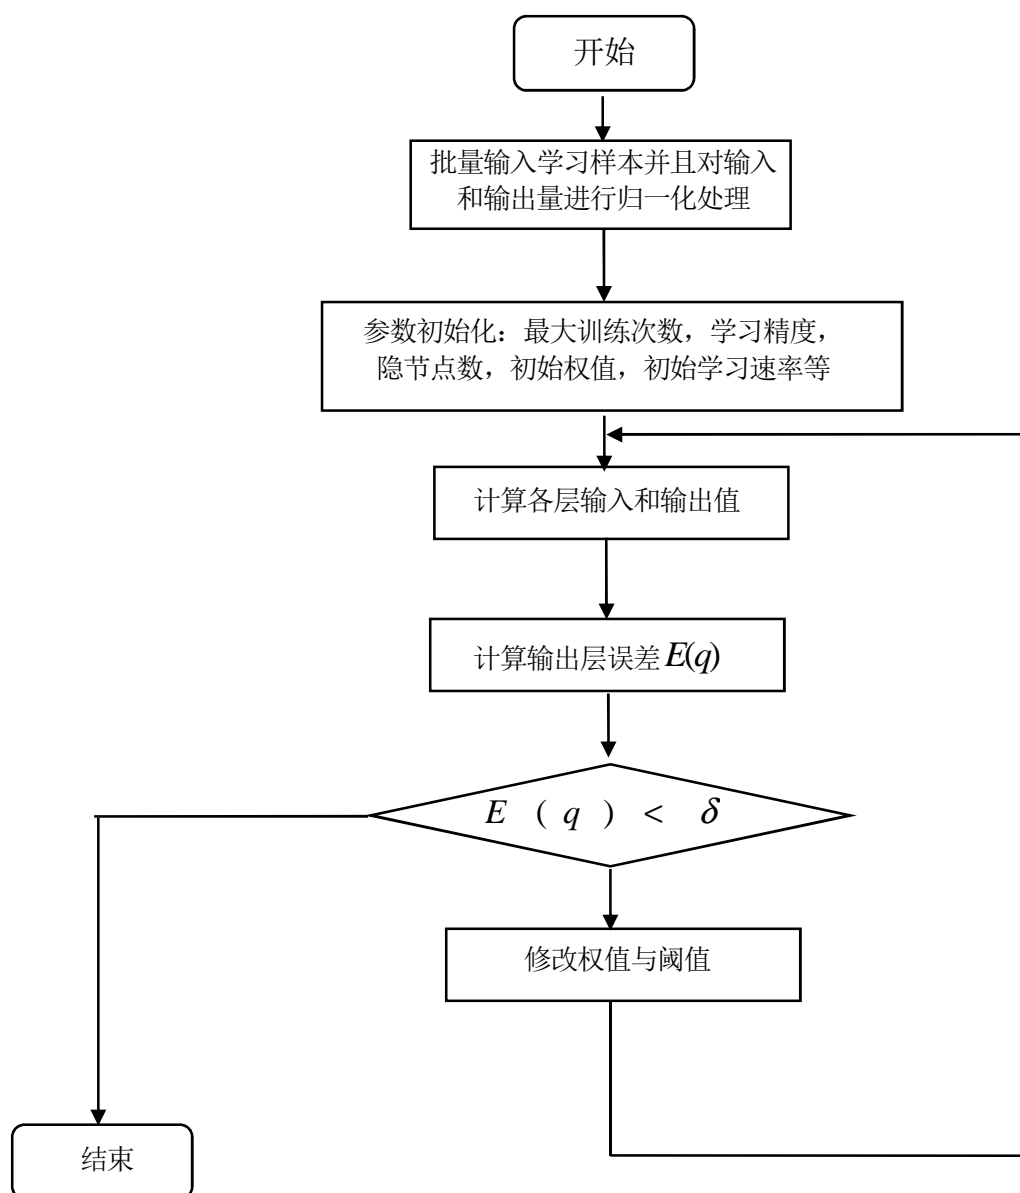 开始
批量输入学习样本并且对输入
和输出量进行归一化处理
参数初始化：最大训练次数，学习精度，
隐节点数，初始权值，初始学习速率等
计算各层输入和输出值
计算输出层误差 E(q)
E ( q ) < δ
修改权值与阈值
结束